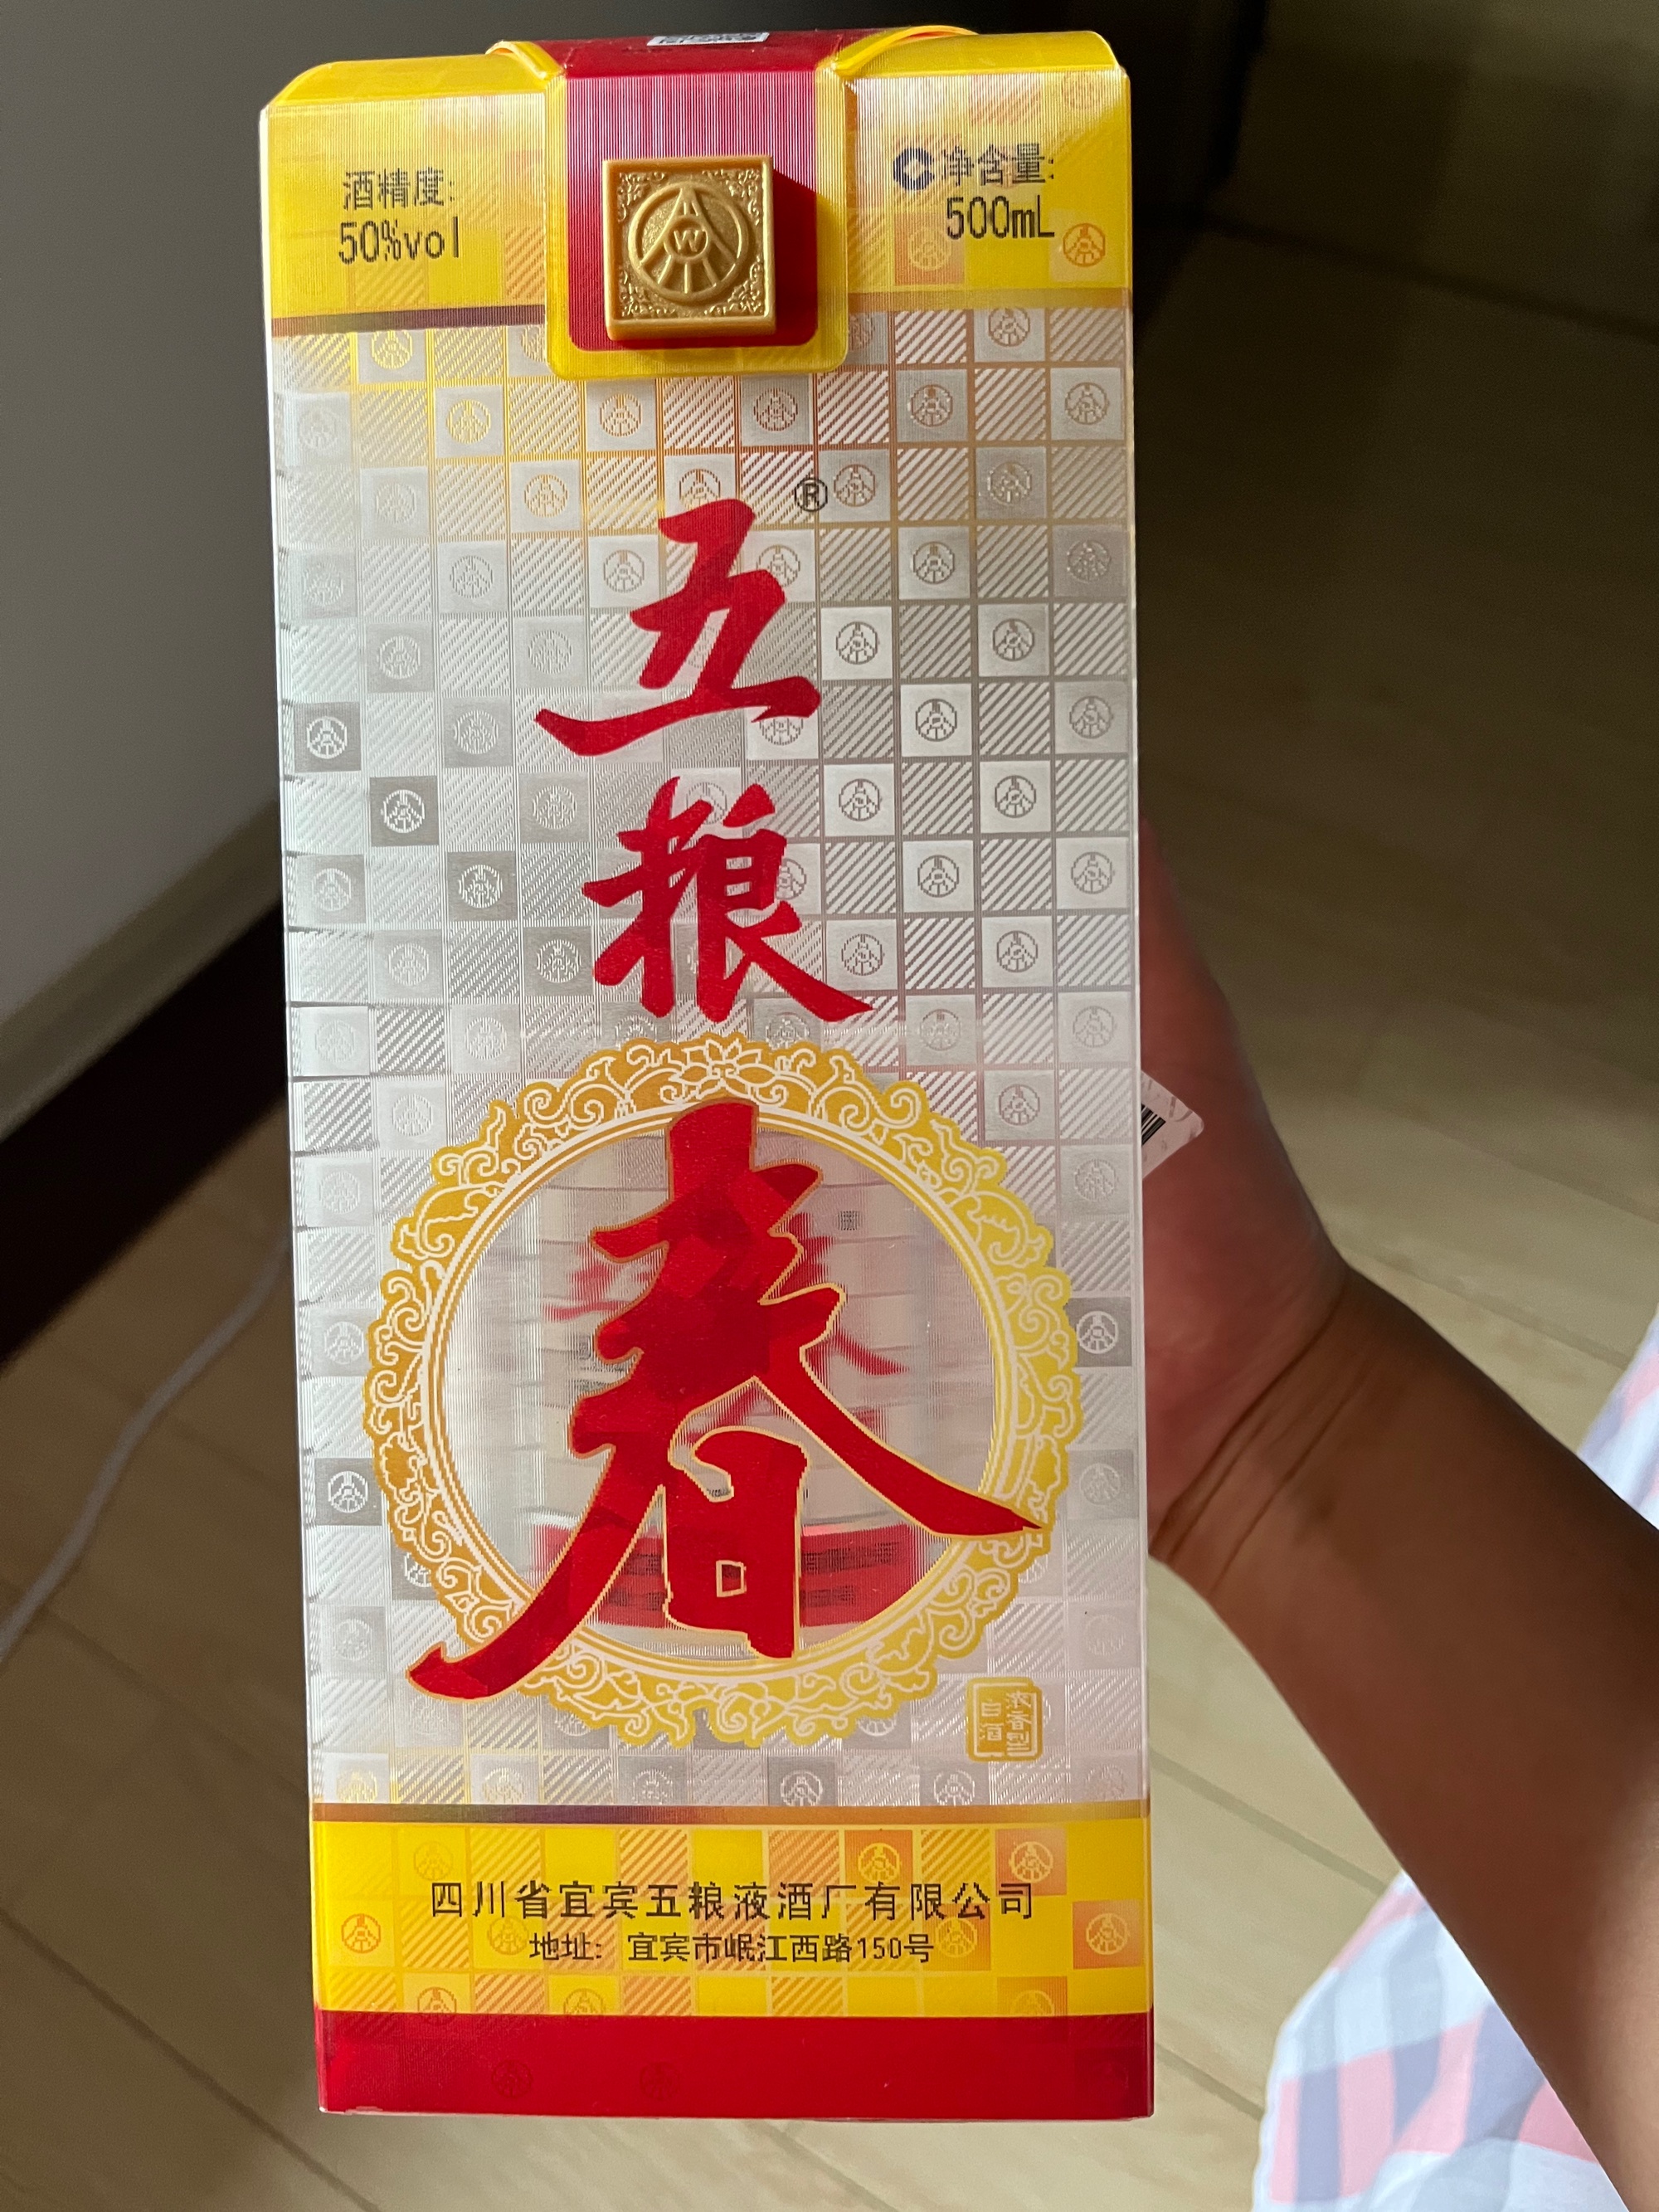 酒精度:
50%vol
W
C 净含量:
500mL
®
五
粮
春
浓香型
白酒
四川省宜宾五粮液酒厂有限公司
地址: 宜宾市岷江西路150号